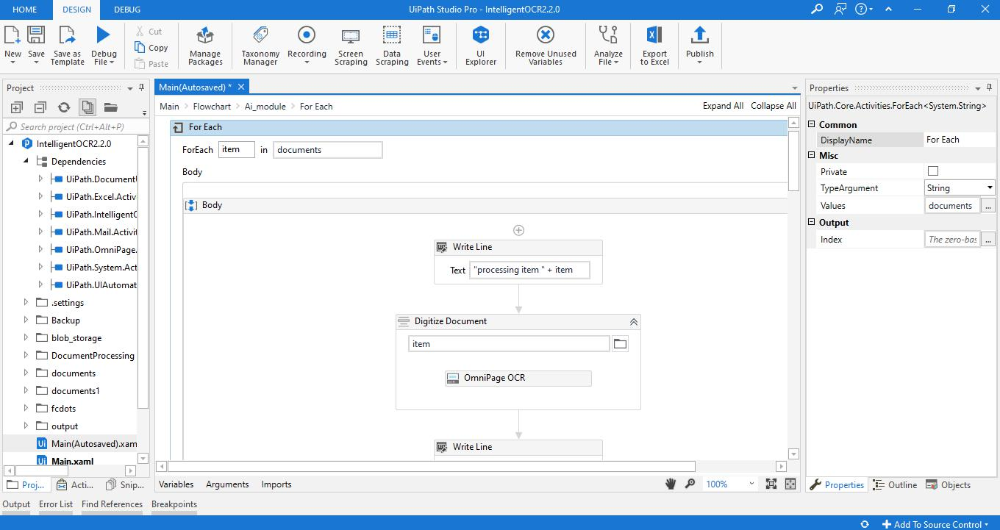 HOME DESIGN DEBUG UiPath Studio Pro - IntelligentOCR2.2.0
New Save Save as Template Debug File Cut Copy Paste Manage Packages Taxonomy Manager Recording Screen Scraping Data Scraping User Events UI Explorer Remove Unused Variables Analyze File Export to Excel Publish
Project
Search project (Ctrl+Alt+P)
IntelligentOCR2.2.0
Dependencies
UiPath.DocumentU
UiPath.Excel.Activ
UiPath.IntelligentO
UiPath.Mail.Activit
UiPath.OmniPage.
UiPath.System.Act
UiPath.UIAutomat
.settings
Backup
blob_storage
DocumentProcessing
documents
documents1
fcdots
output
Main(Autosaved).xam
Main.xaml
Proj... Acti... Snip...
Main(Autosaved) *
Main Flowchart Ai_module For Each Expand All Collapse All
For Each
ForEach item in documents
Body
Body
Write Line
Text "processing item " + item
Digitize Document
item
OmniPage OCR
Write Line
Variables Arguments Imports 100%
Properties
UiPath.Core.Activities.ForEach<System.String>
Common
DisplayName For Each
Misc
Private
TypeArgument String
Values documents ...
Output
Index The zero-bas ...
Properties Outline Objects
Output Error List Find References Breakpoints
Add To Source Control